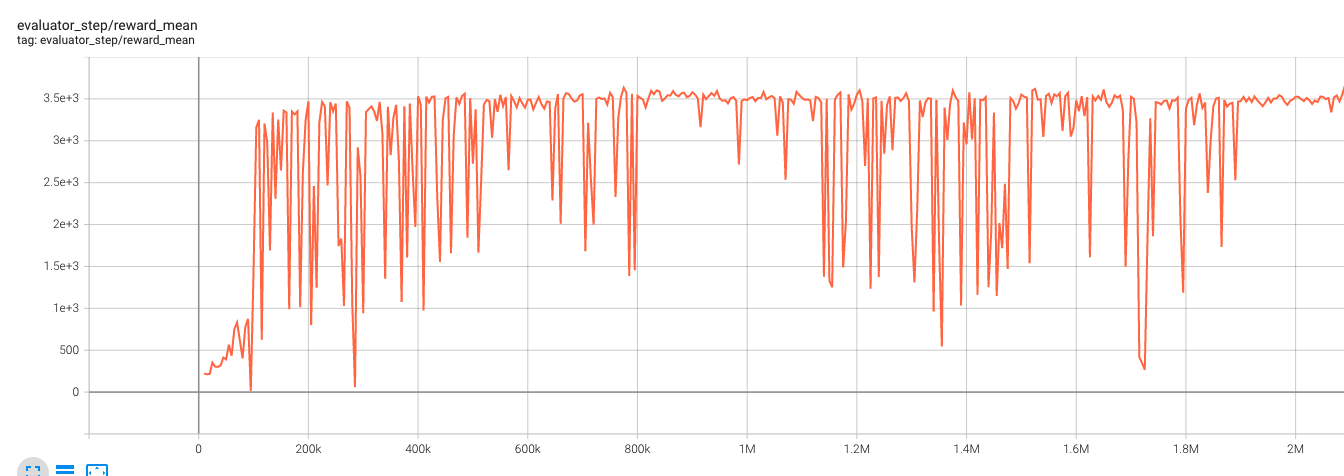 evaluator_step/reward_mean
tag: evaluator_step/reward_mean
3.5e+3
3e+3
2.5e+3
2e+3
1.5e+3
1e+3
500
0
0 200k 400k 600k 800k 1M 1.2M 1.4M 1.6M 1.8M 2M